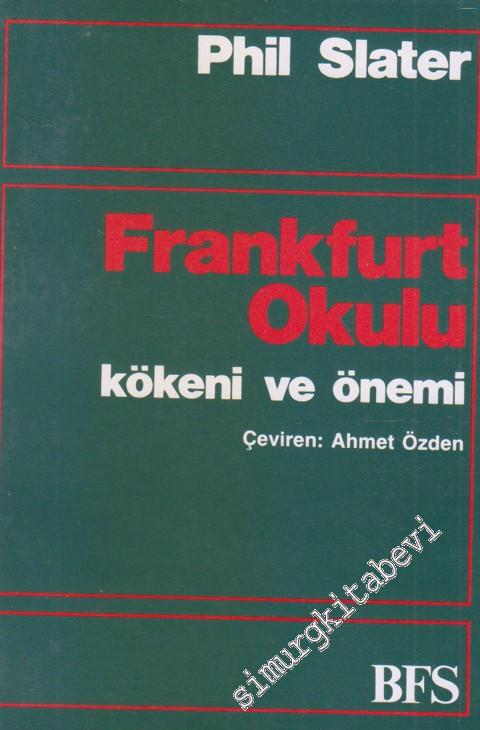 Phil Slater
Frankfurt
Okulu
kökeni ve önemi
Çeviren: Ahmet Özden
simurgkitabevi
BFS